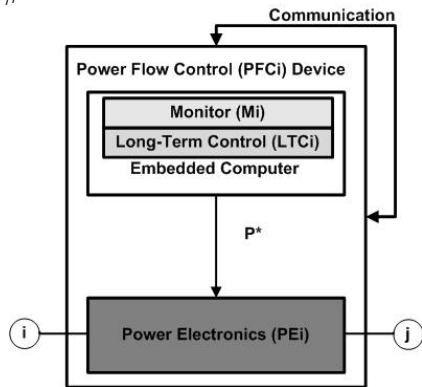 Communication
Power Flow Control (PFCi) Device
Monitor (Mi)
Long-Term Control (LTCi)
Embedded Computer
P*
i
Power Electronics (PEi)
j